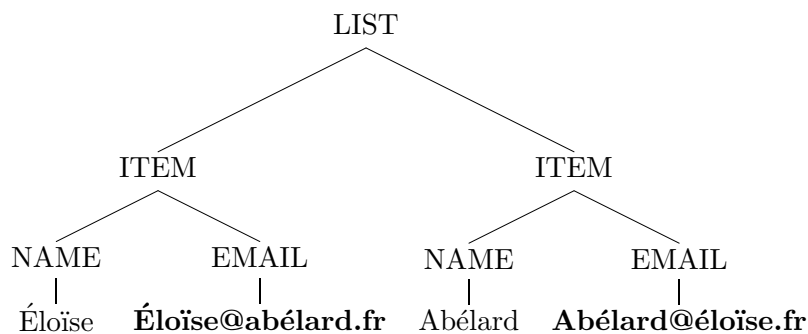 LIST
ITEM ITEM
NAME EMAIL NAME EMAIL
Éloïse Éloïse@abélard.fr Abélard Abélard@éloïse.fr